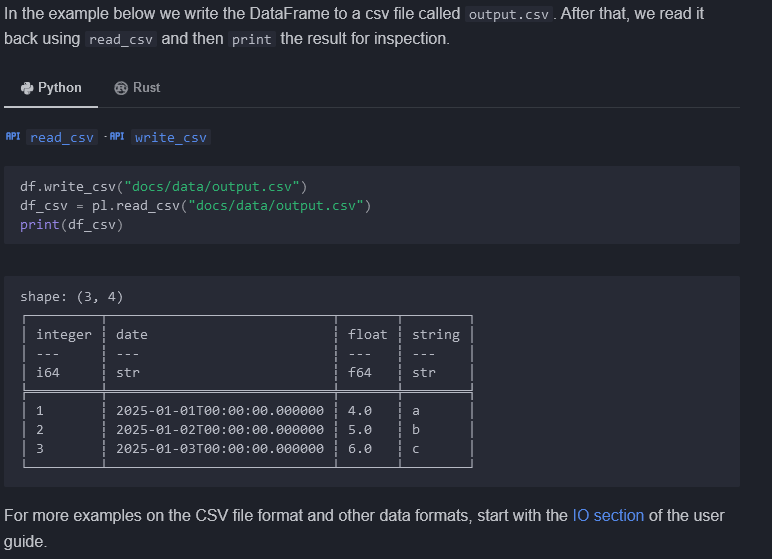 In the example below we write the DataFrame to a csv file called output.csv. After that, we read it
back using read_csv and then print the result for inspection.
Python Rust
API read_csv · API write_csv
df.write_csv("docs/data/output.csv")
df_csv = pl.read_csv("docs/data/output.csv")
print(df_csv)
shape: (3, 4)
integer ┆ date ┆ float ┆ string
--- ┆ --- ┆ --- ┆ ---
i64 ┆ str ┆ f64 ┆ str
1 ┆ 2025-01-01T00:00:00.000000 ┆ 4.0 ┆ a
2 ┆ 2025-01-02T00:00:00.000000 ┆ 5.0 ┆ b
3 ┆ 2025-01-03T00:00:00.000000 ┆ 6.0 ┆ c
For more examples on the CSV file format and other data formats, start with the IO section of the user
guide.